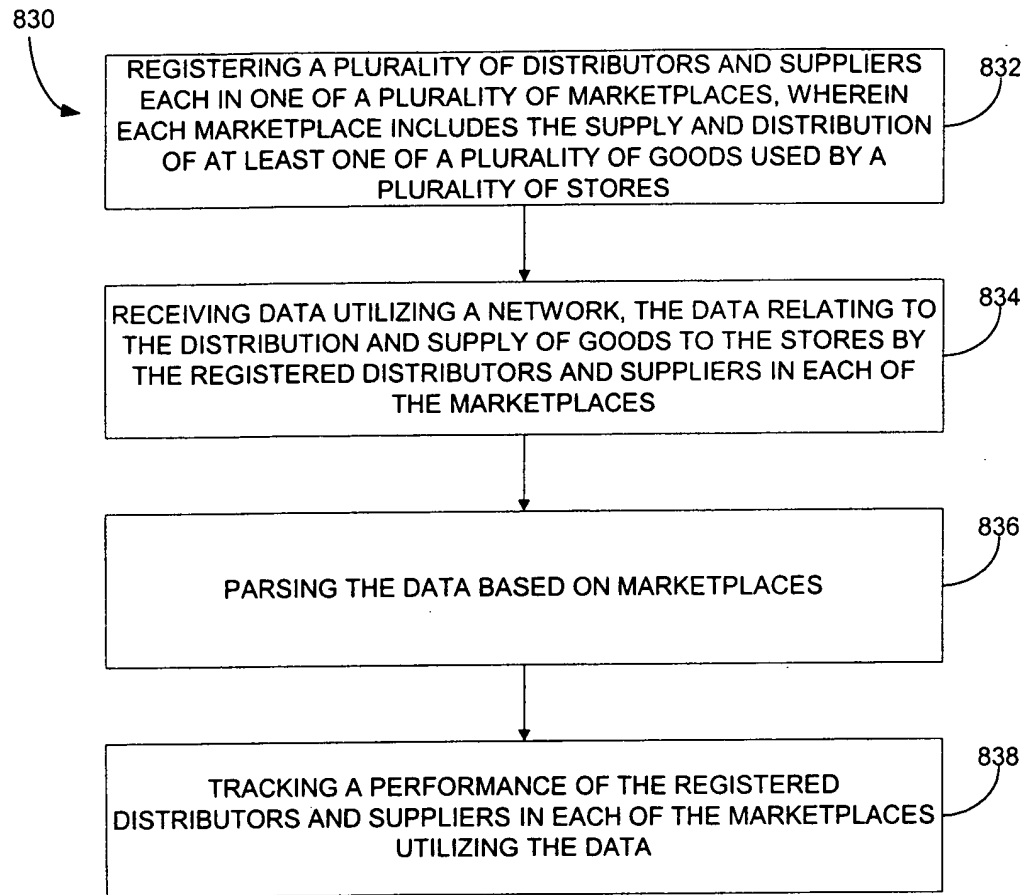 830
REGISTERING A PLURALITY OF DISTRIBUTORS AND SUPPLIERS
EACH IN ONE OF A PLURALITY OF MARKETPLACES, WHEREIN
EACH MARKETPLACE INCLUDES THE SUPPLY AND DISTRIBUTION
OF AT LEAST ONE OF A PLURALITY OF GOODS USED BY A
PLURALITY OF STORES
832
RECEIVING DATA UTILIZING A NETWORK, THE DATA RELATING TO
THE DISTRIBUTION AND SUPPLY OF GOODS TO THE STORES BY
THE REGISTERED DISTRIBUTORS AND SUPPLIERS IN EACH OF
THE MARKETPLACES
834
PARSING THE DATA BASED ON MARKETPLACES
836
TRACKING A PERFORMANCE OF THE REGISTERED
DISTRIBUTORS AND SUPPLIERS IN EACH OF THE MARKETPLACES
UTILIZING THE DATA
838